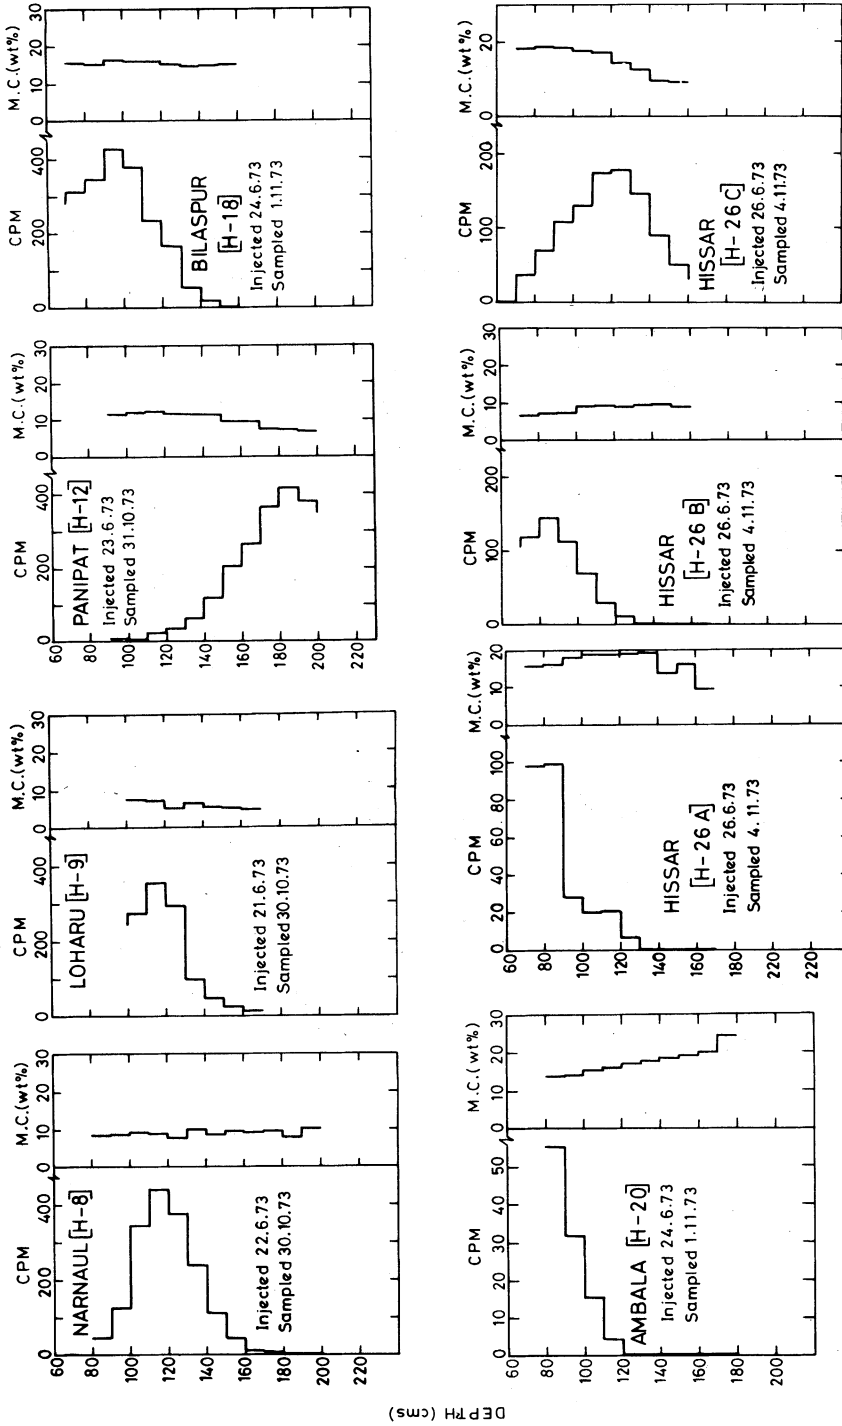 DEPTH (cms)
CPM
M.C.(wt%)
0 200 400
0 10 20 30
60
80
100
120
140
160
180
200
220
NARNAUL [H-8]
Injected 22.6.73
Sampled 30.10.73
CPM
M.C.(wt%)
0 200 400
0 10 20 30
LOHARU [H-9]
Injected 21.6.73
Sampled 30.10.73
CPM
M.C.(wt%)
0 200 400
0 10 20 30
60
80
100
120
140
160
180
200
220
PANIPAT [H-12]
Injected 23.6.73
Sampled 31.10.73
CPM
M.C.(wt%)
0 200 400
0 10 20 30
BILASPUR
[H-18]
Injected 24.6.73
Sampled 1.11.73
CPM
M.C.(wt%)
0 10 20 30 40 50
0 10 20 30
60
80
100
120
140
160
180
200
220
AMBALA [H-20]
Injected 24.6.73
Sampled 1.11.73
CPM
M.C.(wt%)
0 20 40 60 80 100
0 10 20
60
80
100
120
140
160
180
200
220
HISSAR
[H-26 A]
Injected 26.6.73
Sampled 4.11.73
CPM
M.C.(wt%)
0 100 200
0 10 20 30
HISSAR
[H-26 B]
Injected 26.6.73
Sampled 4.11.73
CPM
M.C.(wt%)
0 100 200
0 10 20
HISSAR
[H-26 C]
Injected 26.6.73
Sampled 4.11.73